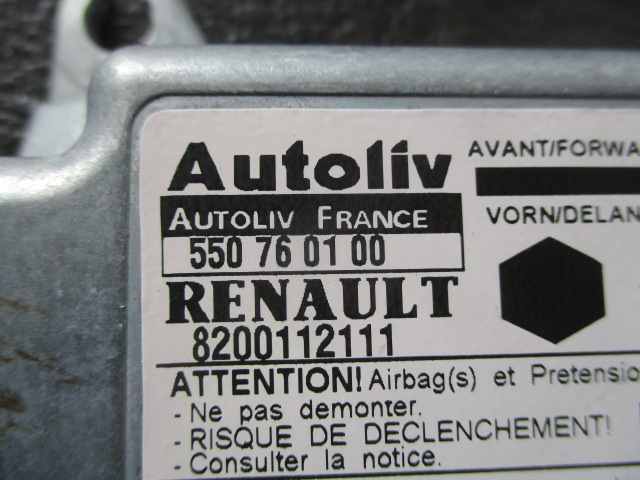 Autoliv
AVANT/FORWA
AUTOLIV FRANCE
VORN/DELAN
550 76 01 00
RENAULT
8200112111
ATTENTION! Airbag(s) et Pretensio
- Ne pas demonter.
- RISQUE DE DECLENCHEMENT!
- Consulter la notice.